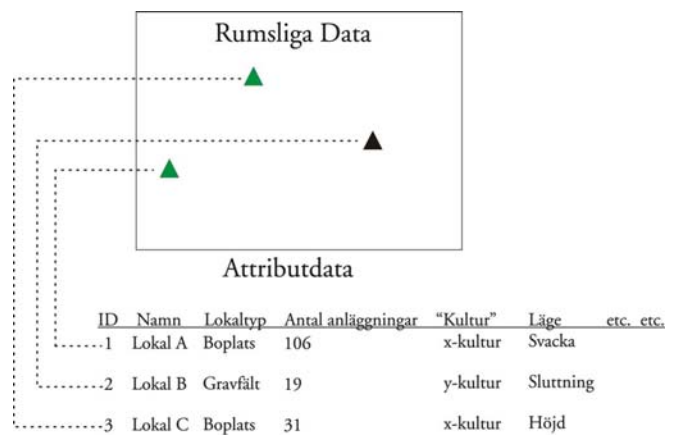 Rumsliga Data
Attributdata
ID Namn Lokaltyp Antal anläggningar "Kultur" Läge etc. etc.
1 Lokal A Boplats 106 x-kultur Svacka
2 Lokal B Gravfält 19 y-kultur Sluttning
3 Lokal C Boplats 31 x-kultur Höjd